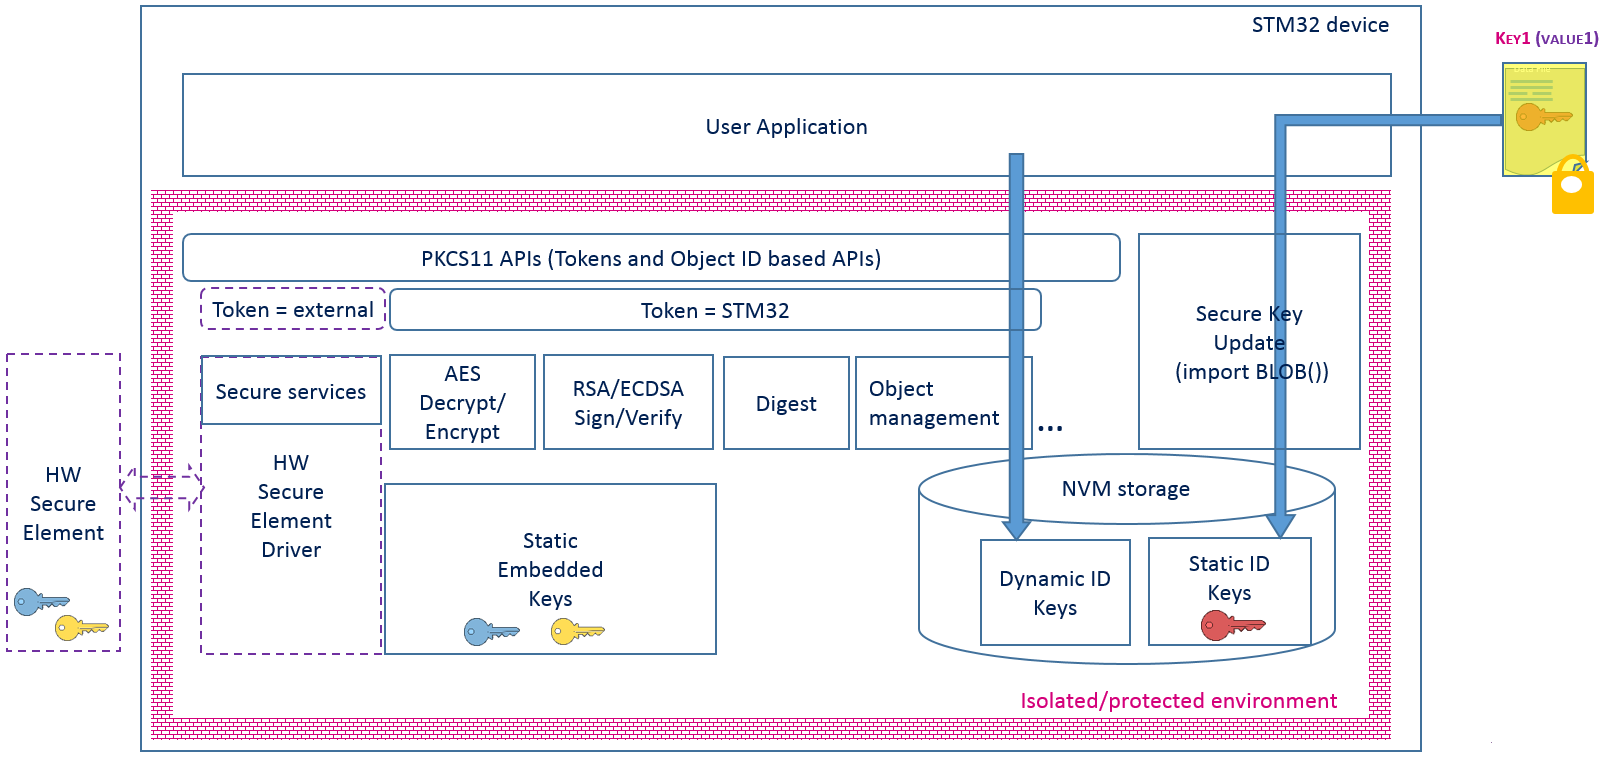 STM32 device
KEY1 (VALUE1)
Data File
User Application
PKCS11 APIs (Tokens and Object ID based APIs)
Token = external
Token = STM32
Secure Key
Update
(import BLOB())
Secure services
AES
Decrypt/
Encrypt
RSA/ECDSA
Sign/Verify
Digest
Object
management
...
HW
Secure
Element
HW
Secure
Element
Driver
Static
Embedded
Keys
NVM storage
Dynamic ID
Keys
Static ID
Keys
Isolated/protected environment